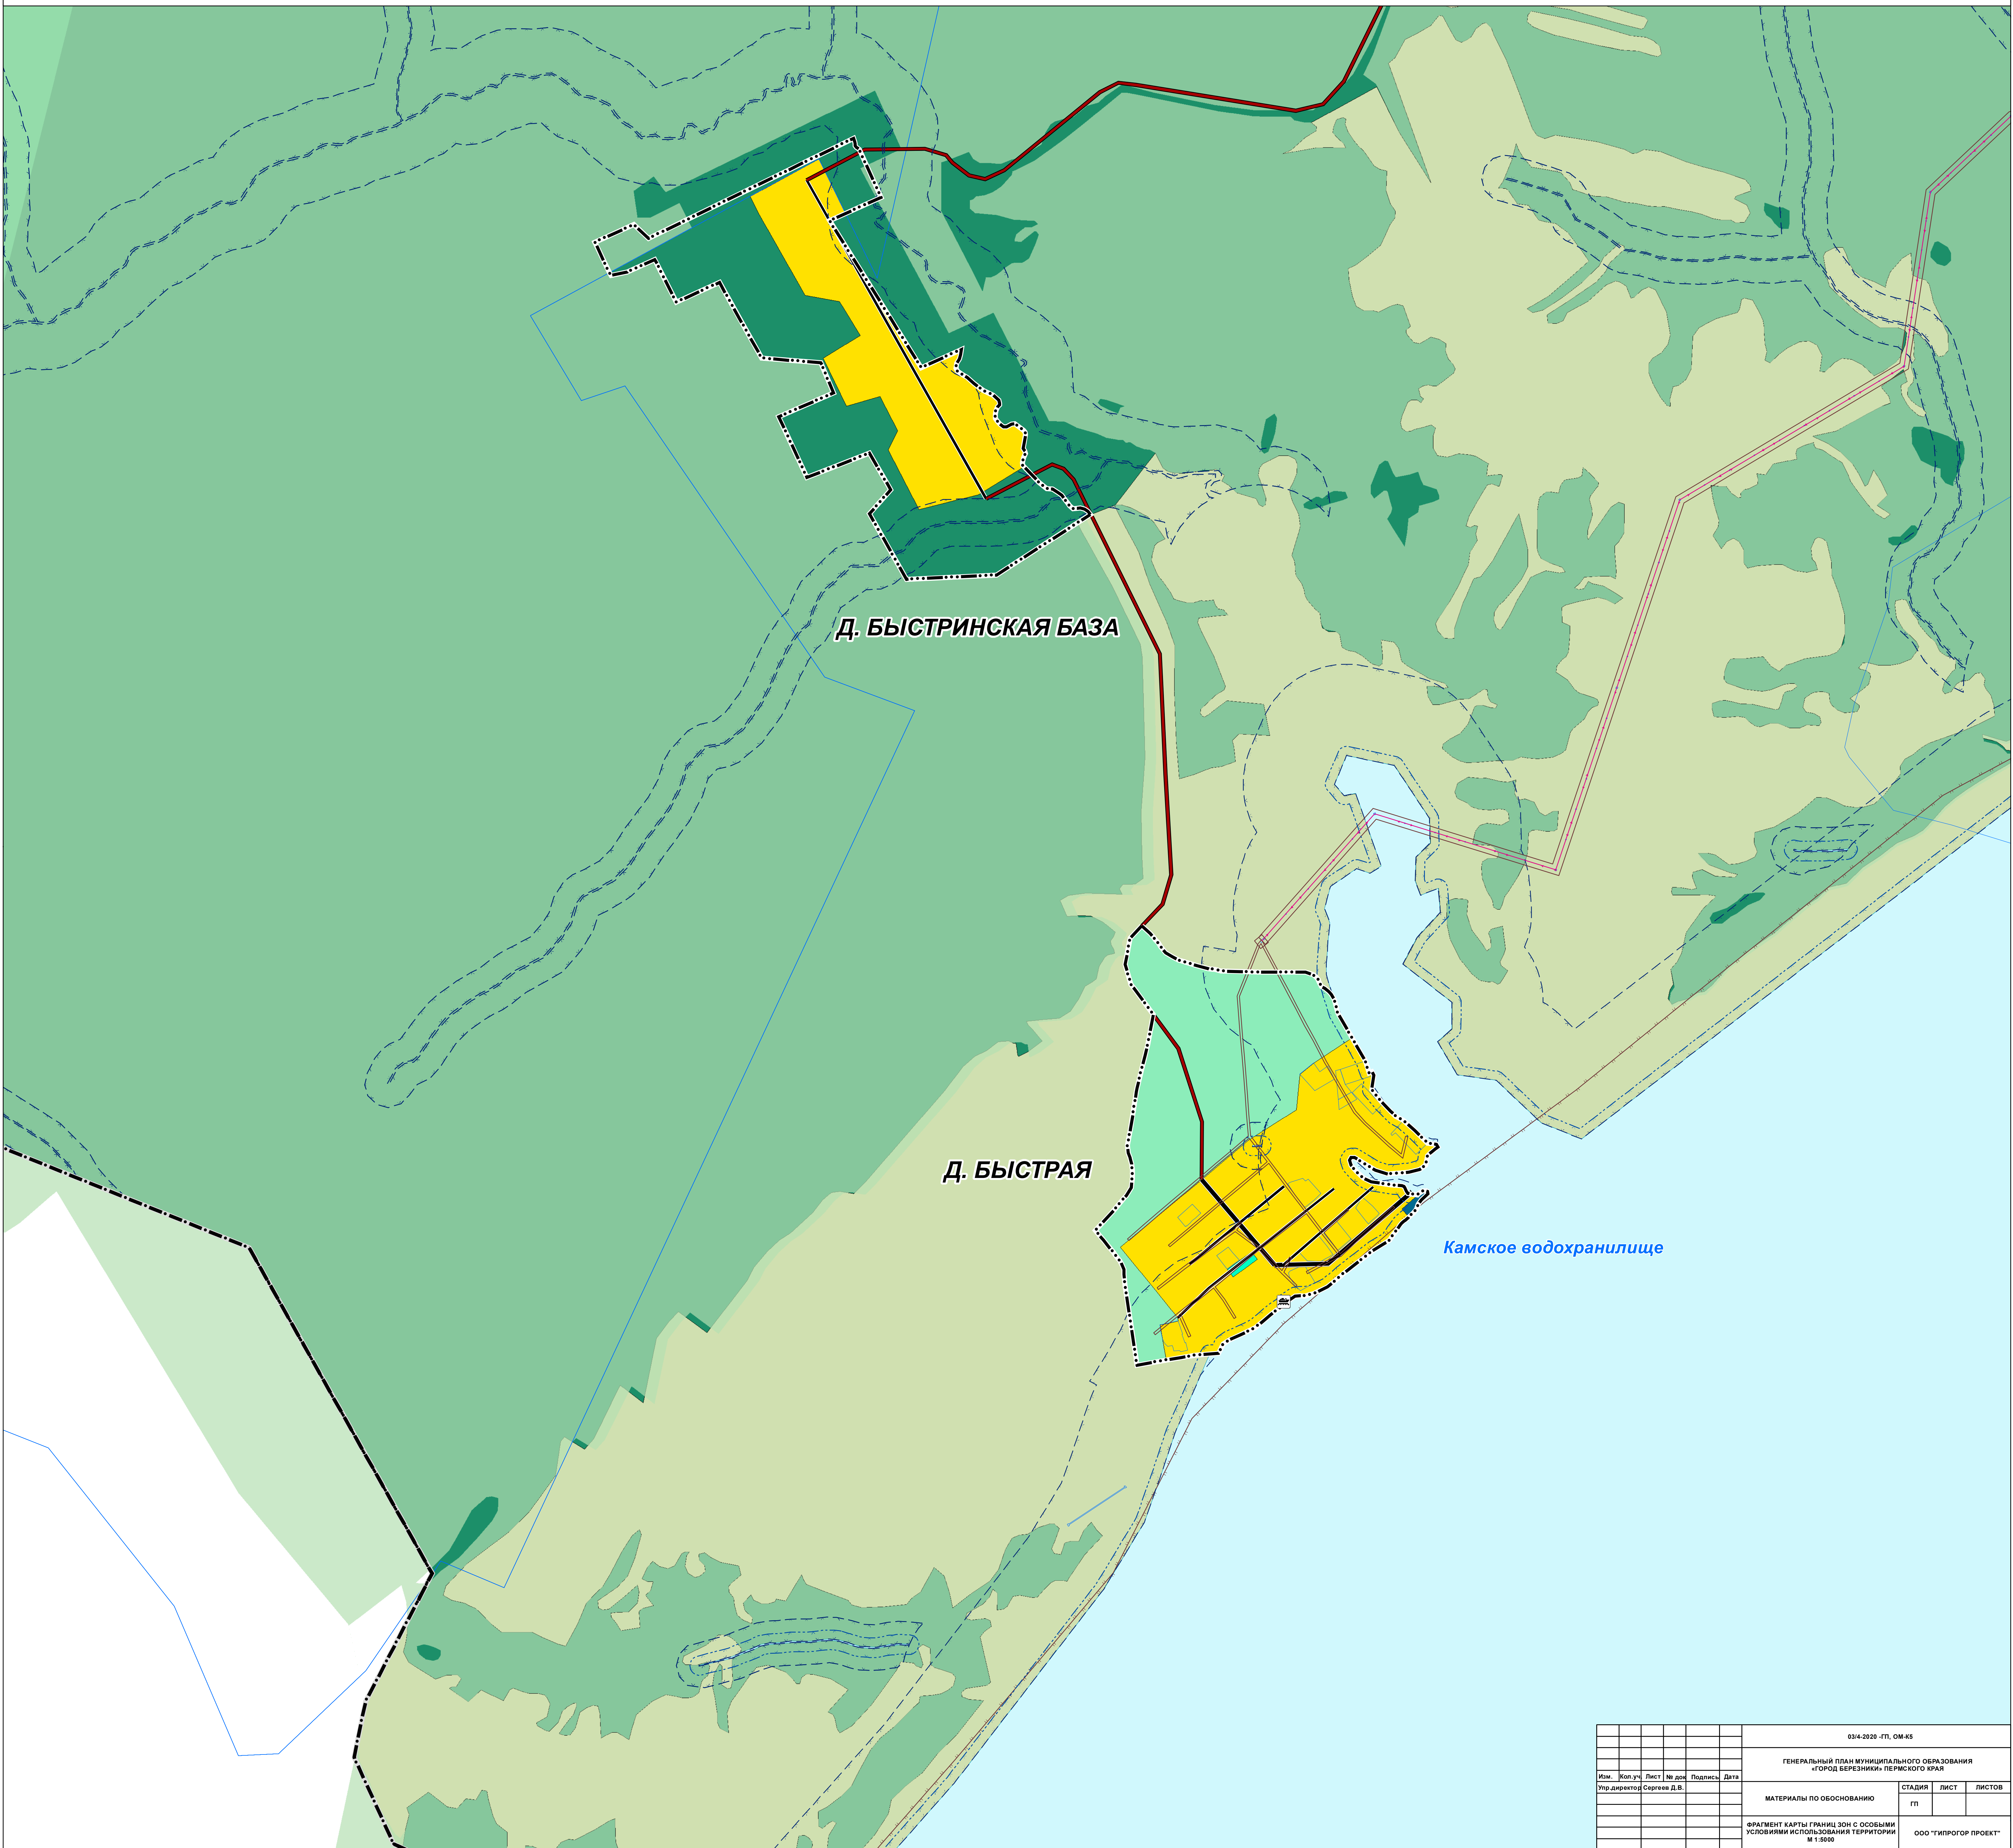 Д. БЫСТРИНСКАЯ БАЗА
Д. БЫСТРАЯ
Камское водохранилище
03/4-2020 -ГП, ОМ-К5
ГЕНЕРАЛЬНЫЙ ПЛАН МУНИЦИПАЛЬНОГО ОБРАЗОВАНИЯ
«ГОРОД БЕРЕЗНИКИ» ПЕРМСКОГО КРАЯ
Изм. Кол.уч Лист № док Подпись Дата
Упр.директор Сергеев Д.В.
МАТЕРИАЛЫ ПО ОБОСНОВАНИЮ
СТАДИЯ ЛИСТ ЛИСТОВ
ГП
ФРАГМЕНТ КАРТЫ ГРАНИЦ ЗОН С ОСОБЫМИ
УСЛОВИЯМИ ИСПОЛЬЗОВАНИЯ ТЕРРИТОРИИ
М 1:5000
ООО "ГИПРОГОР ПРОЕКТ"